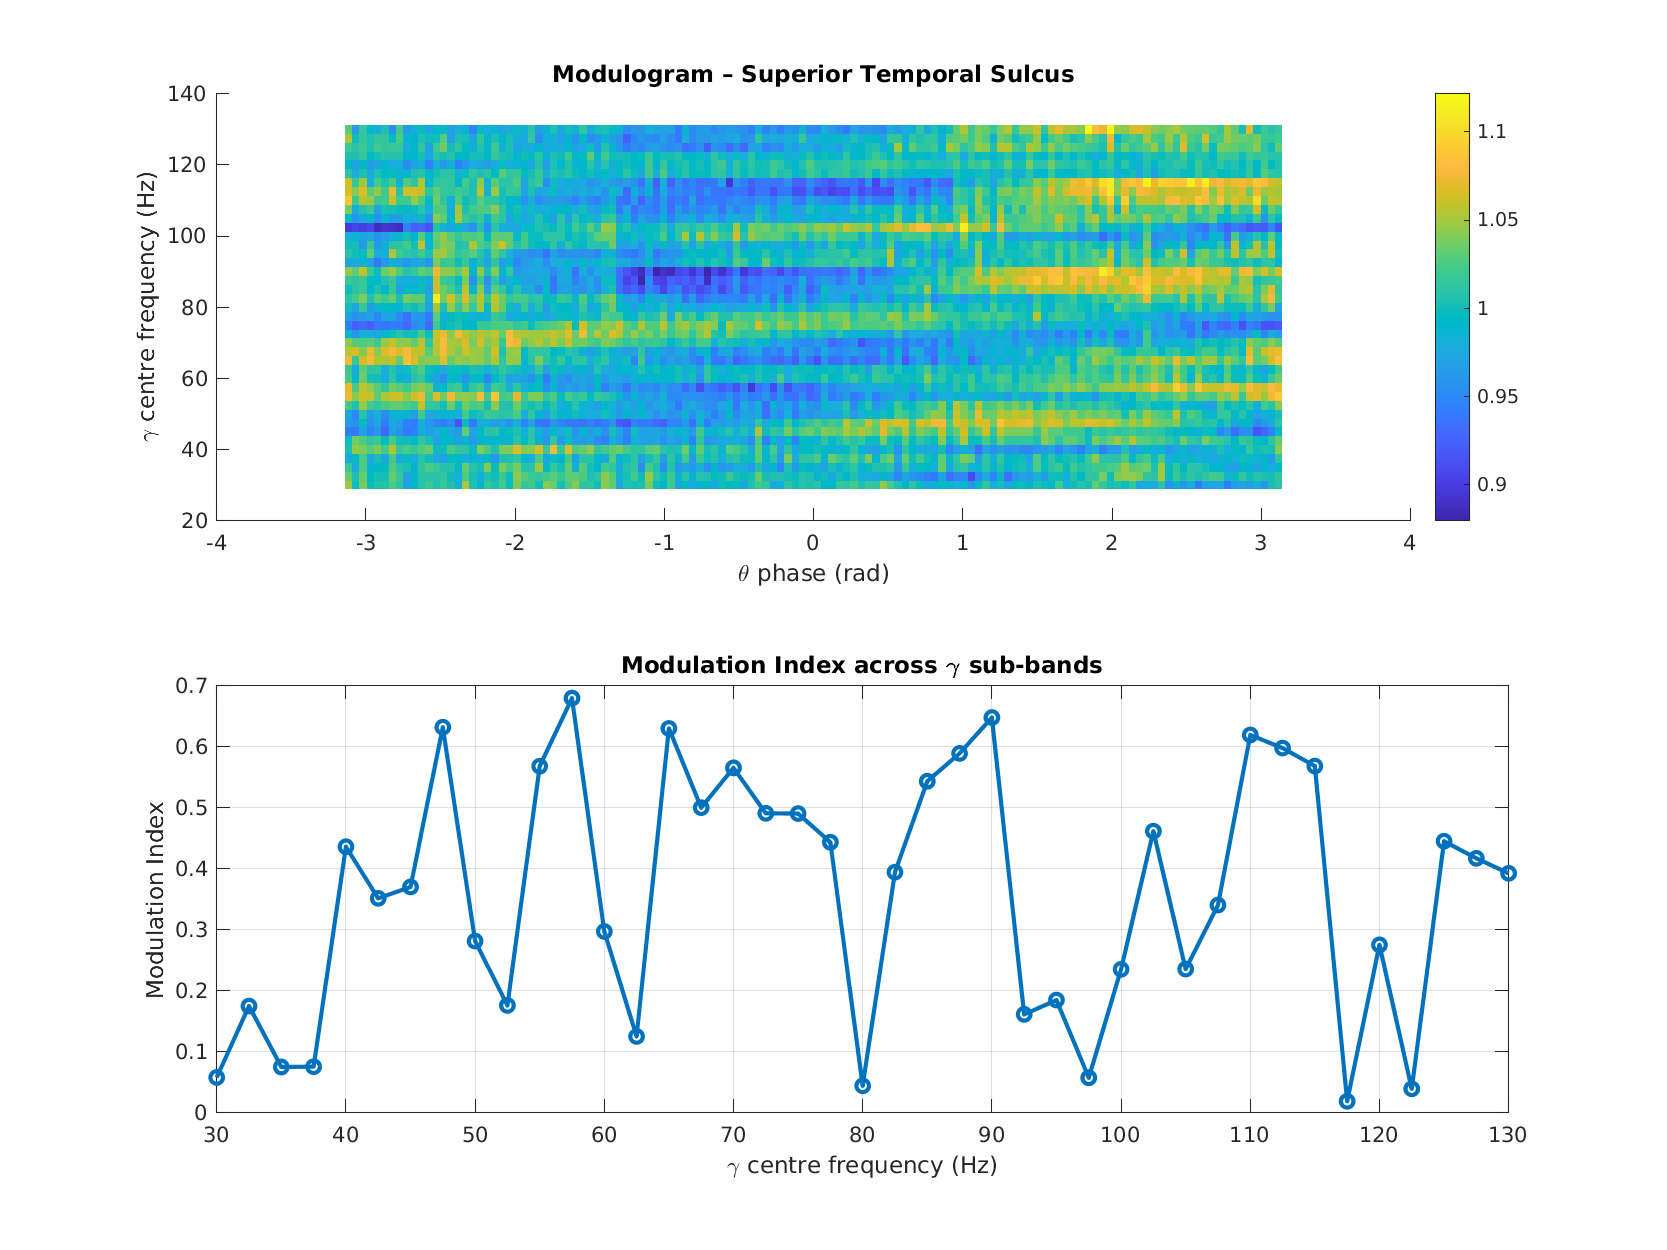 Modulogram – Superior Temporal Sulcus
140
120
100
80
60
40
20
γ centre frequency (Hz)
-4 -3 -2 -1 0 1 2 3 4
θ phase (rad)
1.1
1.05
1
0.95
0.9
Modulation Index across γ sub-bands
0.7
0.6
0.5
0.4
0.3
0.2
0.1
0
Modulation Index
30 40 50 60 70 80 90 100 110 120 130
γ centre frequency (Hz)